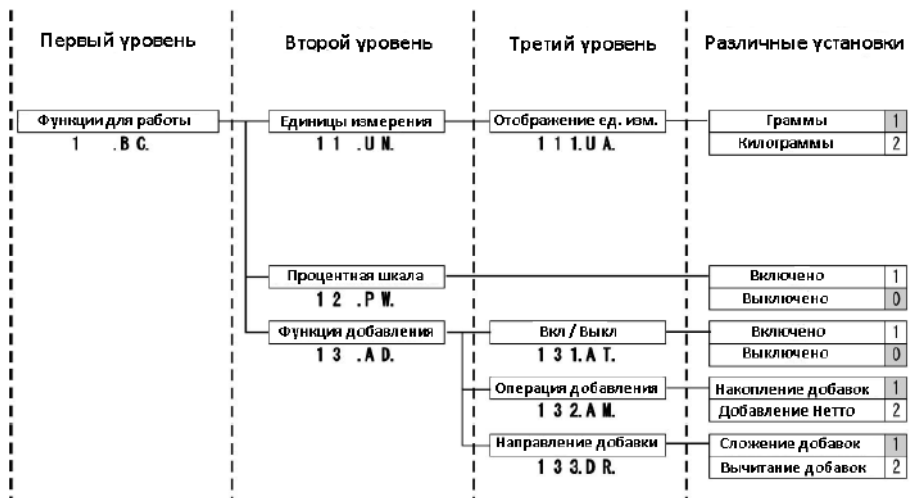 Первый уровень Второй уровень Третий уровень Различные установки
Функции для работы Единицы измерения Отображение ед. изм. Граммы 1
1 .B C. 1 1 .U N. 1 1 1.U A. Килограммы 2
Процентная шкала Включено 1
1 2 .P W. Выключено 0
Функция добавления Вкл / Выкл Включено 1
1 3 .A D. 1 3 1.A T. Выключено 0
Операция добавления Накопление добавок 1
1 3 2.A M. Добавление Нетто 2
Направление добавки Сложение добавок 1
1 3 3.D R. Вычитание добавок 2